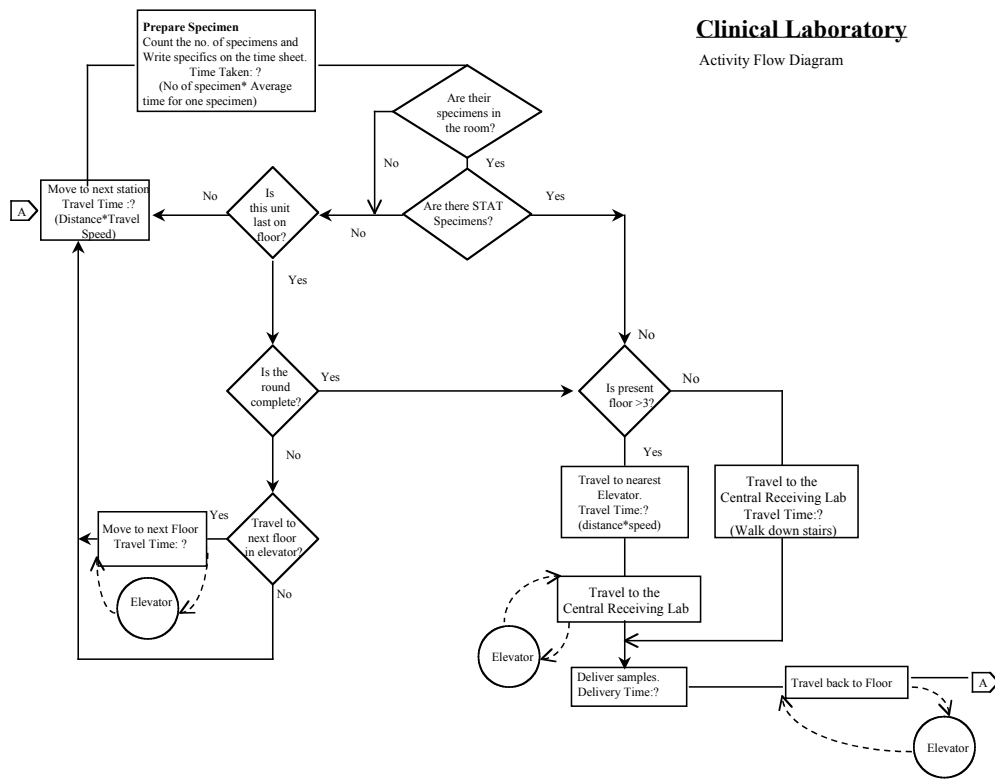 Clinical Laboratory
Activity Flow Diagram
Prepare Specimen
Count the no. of specimens and
Write specifics on the time sheet.
Time Taken: ?
(No of specimen* Average
time for one specimen)
Are their
specimens in
the room?
No
Yes
A
Move to next station
Travel Time :?
(Distance*Travel
Speed)
No
Is
this unit
last on
floor?
No
Are there STAT
Specimens?
Yes
Yes
No
Is the
round
complete?
Yes
Is present
floor >3?
No
No
Yes
Travel to nearest
Elevator.
Travel Time:?
(distance*speed)
Travel to the
Central Receiving Lab
Travel Time:?
(Walk down stairs)
Move to next Floor
Travel Time: ?
Yes
Travel to
next floor
in elevator?
No
Elevator
Travel to the
Central Receiving Lab
Elevator
Deliver samples.
Delivery Time:?
Travel back to Floor
A
Elevator